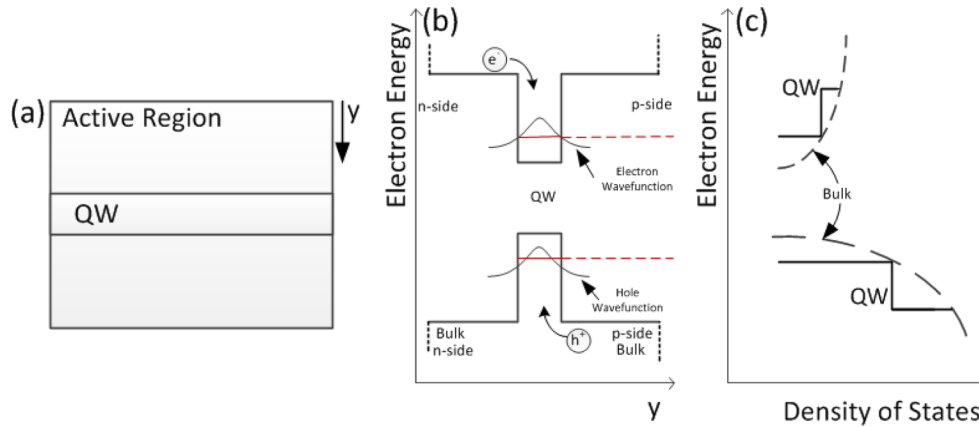 (a)
Active Region
QW
y
(b)
Electron Energy
e-
n-side
p-side
Electron
Wavefunction
QW
Hole
Wavefunction
Bulk
n-side
h+
p-side
Bulk
y
(c)
Electron Energy
QW
Bulk
QW
Density of States